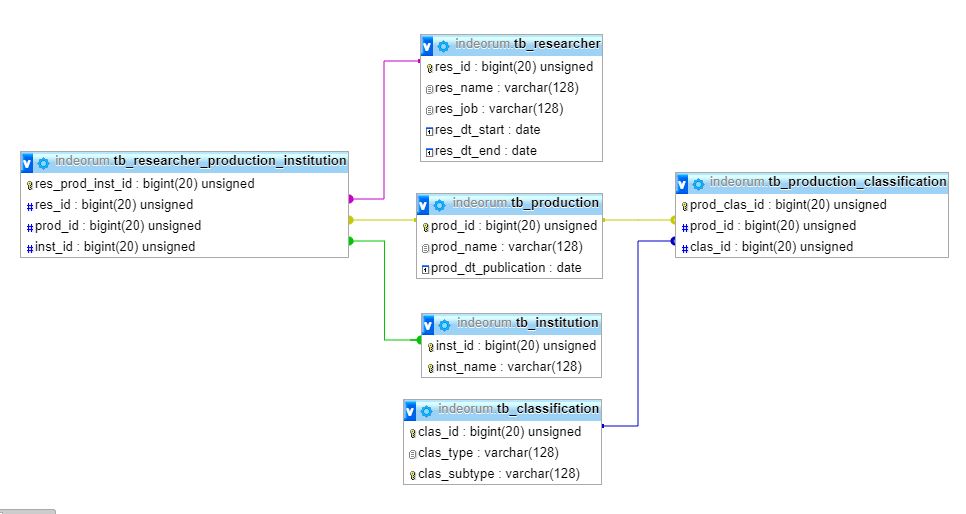 indeorum.tb_researcher
res_id : bigint(20) unsigned
res_name : varchar(128)
res_job : varchar(128)
res_dt_start : date
res_dt_end : date
indeorum.tb_researcher_production_institution
res_prod_inst_id : bigint(20) unsigned
#res_id : bigint(20) unsigned
#prod_id : bigint(20) unsigned
#inst_id : bigint(20) unsigned
indeorum.tb_production
prod_id : bigint(20) unsigned
prod_name : varchar(128)
prod_dt_publication : date
indeorum.tb_production_classification
prod_clas_id : bigint(20) unsigned
#prod_id : bigint(20) unsigned
#clas_id : bigint(20) unsigned
indeorum.tb_institution
inst_id : bigint(20) unsigned
inst_name : varchar(128)
indeorum.tb_classification
clas_id : bigint(20) unsigned
clas_type : varchar(128)
clas_subtype : varchar(128)